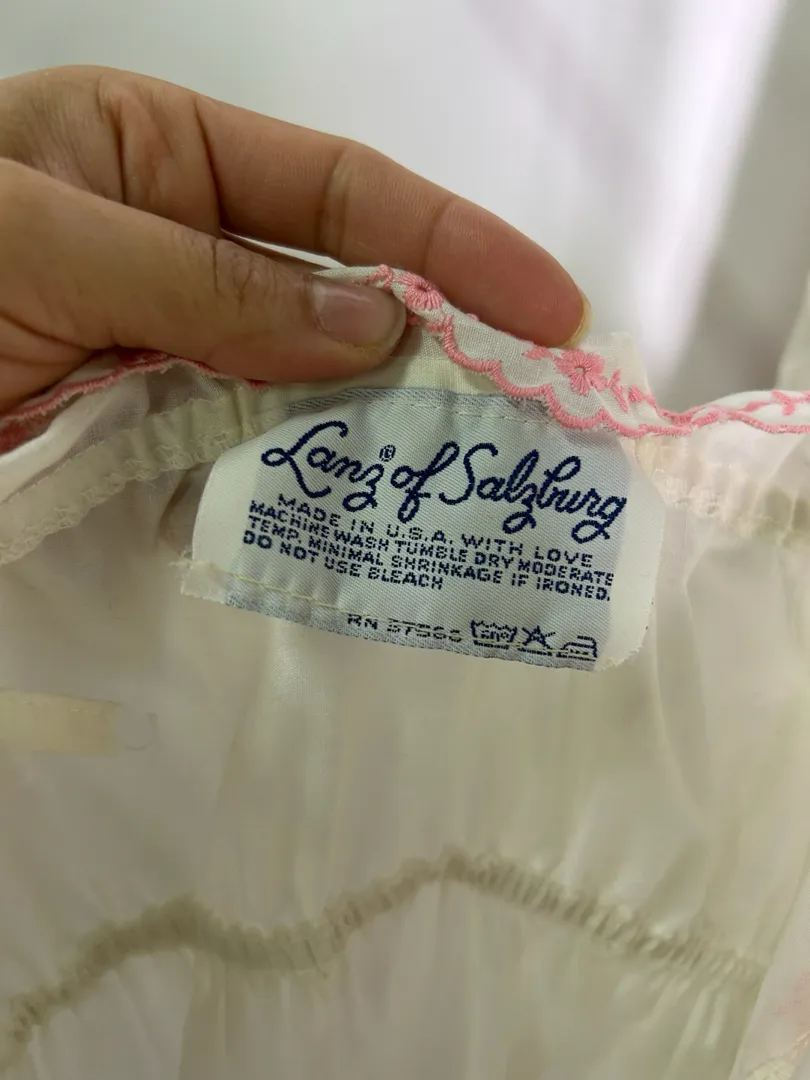 Lanz® of Salzburg
MADE IN U.S.A. WITH LOVE
MACHINE WASH TUMBLE DRY MODERATE
TEMP. MINIMAL SHRINKAGE IF IRONED.
DO NOT USE BLEACH
RN